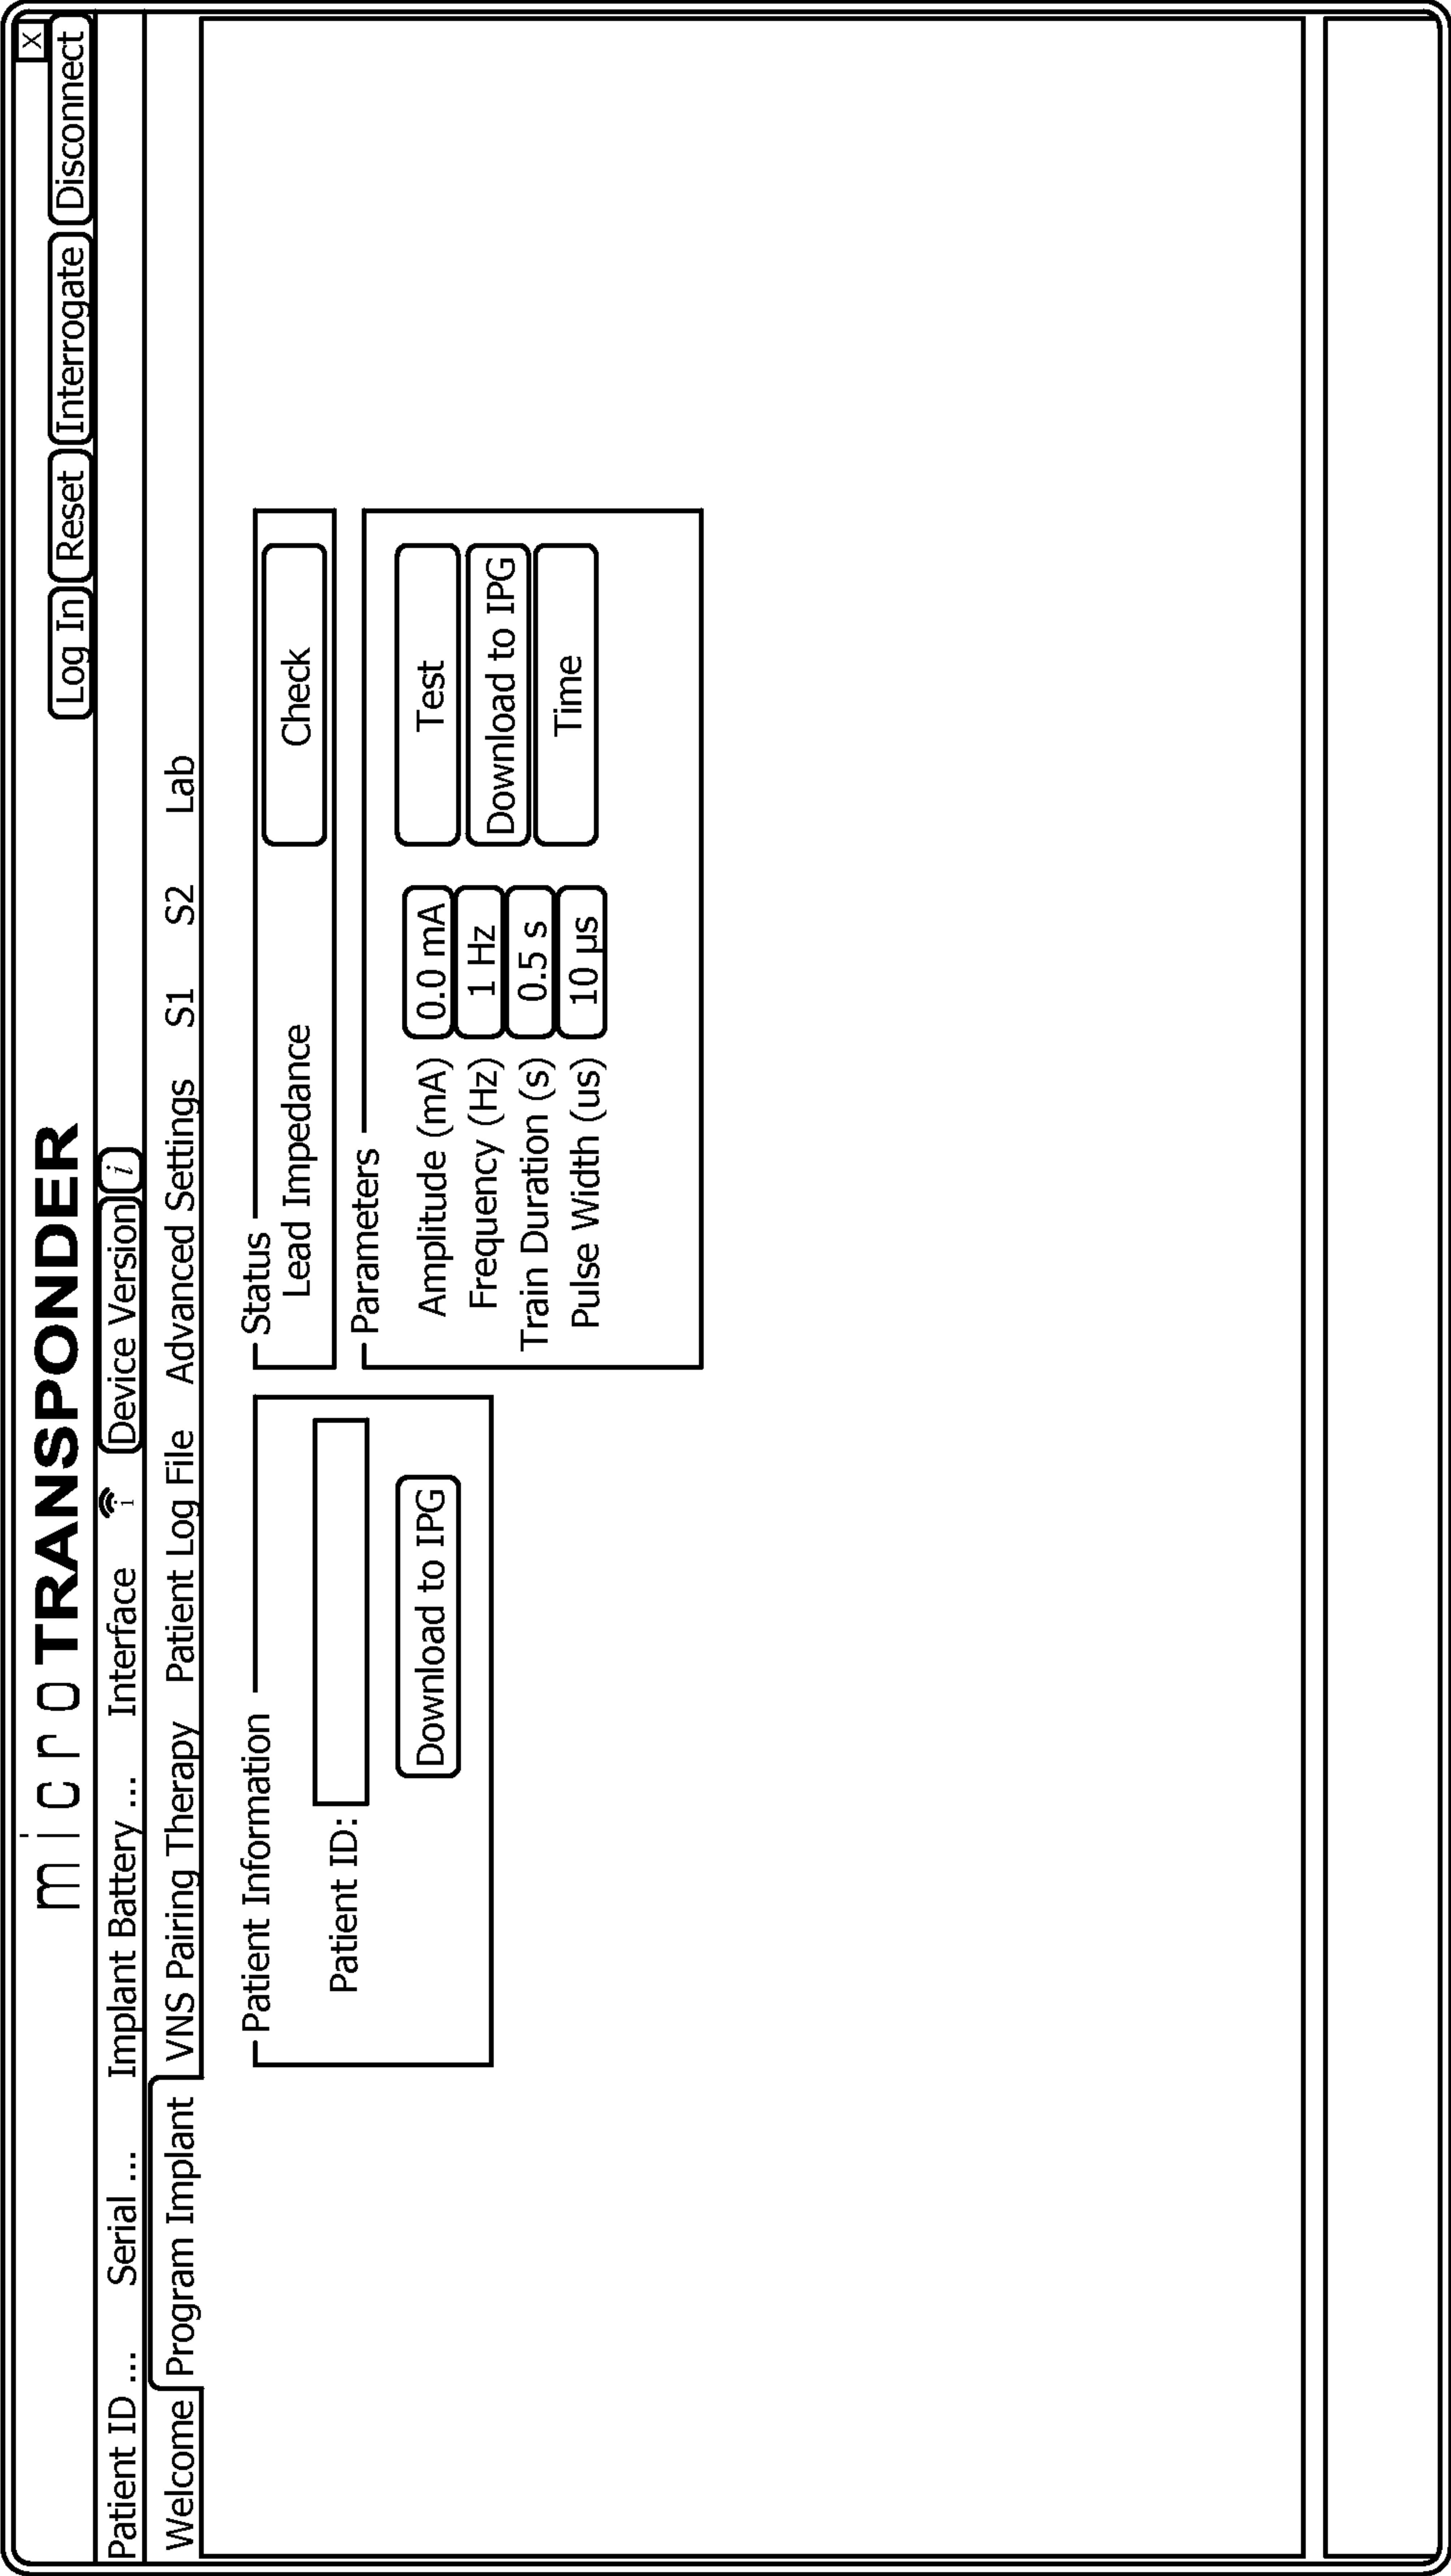 microTRANSPONDER
X
Log In Reset Interrogate Disconnect
Patient ID ... Serial ... Implant Battery ... Interface 1 Device Version i
Welcome Program Implant VNS Pairing Therapy Patient Log File Advanced Settings S1 S2 Lab
Patient Information
Patient ID:
Download to IPG
Status
Lead Impedance Check
Parameters
Amplitude (mA) 0.0 mA Test
Frequency (Hz) 1 Hz Download to IPG
Train Duration (s) 0.5 s Time
Pulse Width (us) 10 µs